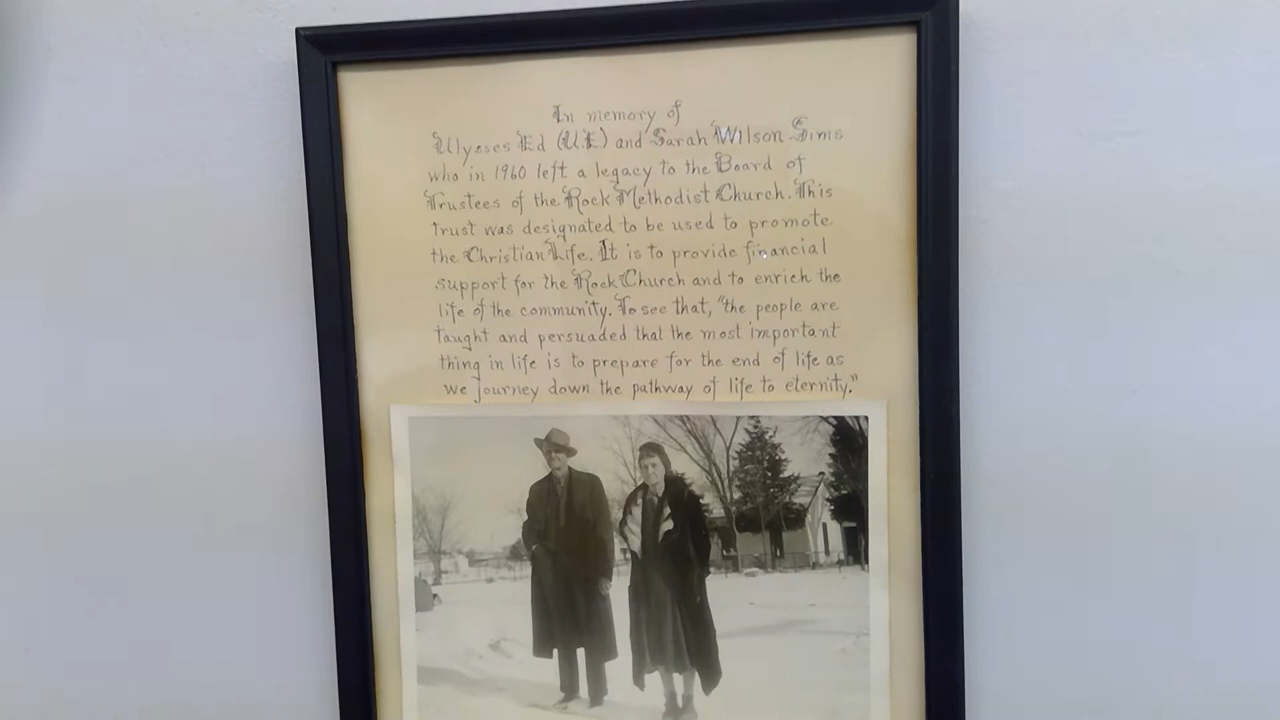 In memory of
Ulysses Ed (U.E) and Sarah Wilson Sims
who in 1960 left a legacy to the Board of
Trustees of the Rock Methodist Church. This
trust was designated to be used to promote
the Christian Life. It is to provide financial
support for the Rock Church and to enrich the
life of the community. To see that, "the people are
taught and persuaded that the most important
thing in life is to prepare for the end of life as
we journey down the pathway of life to eternity."